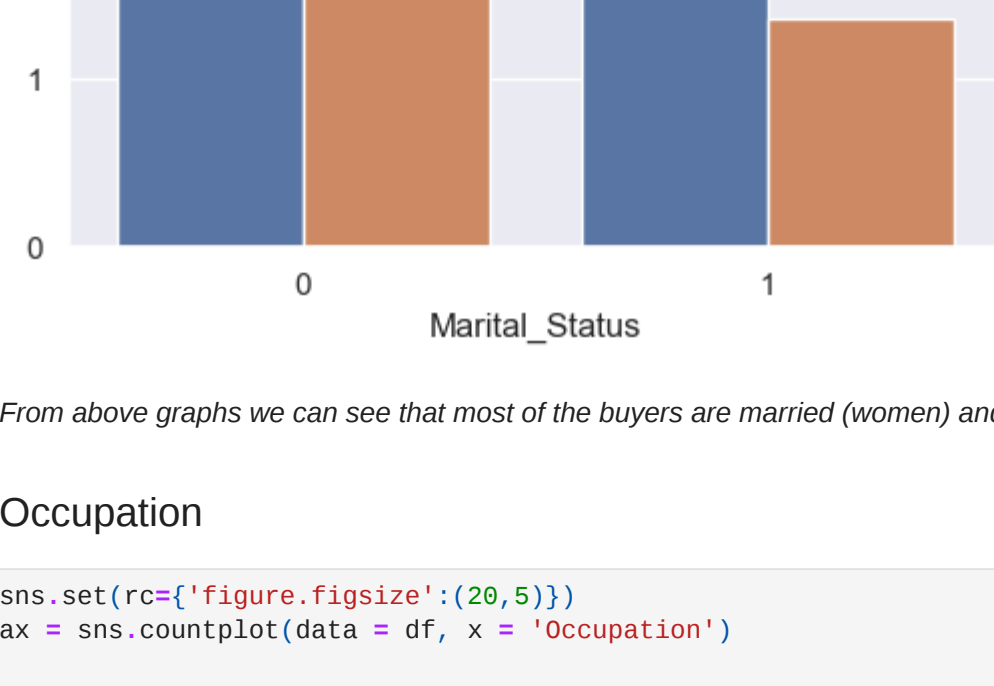 1
0
0 1
Marital_Status
From above graphs we can see that most of the buyers are married (women) and
Occupation
sns.set(rc={'figure.figsize':(20,5)})
ax = sns.countplot(data = df, x = 'Occupation')